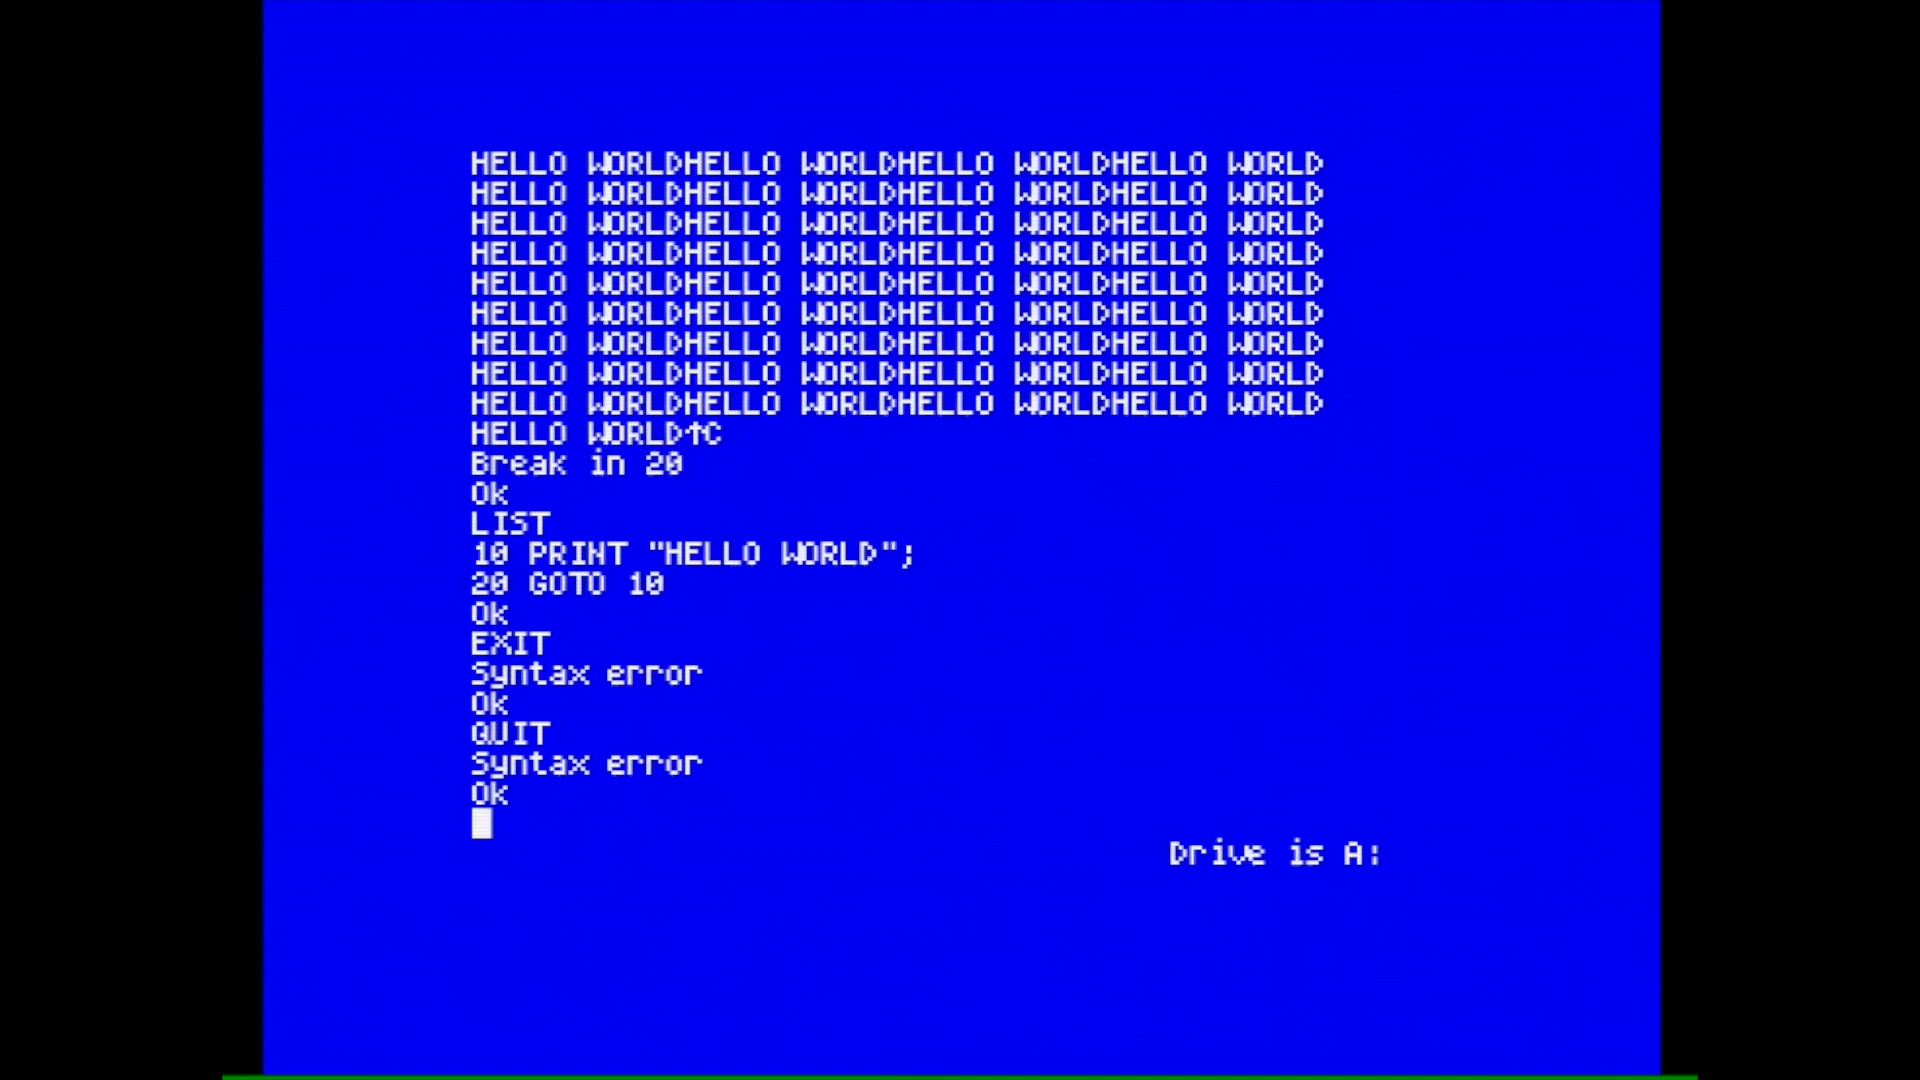 HELLO WORLDHELLO WORLDHELLO WORLDHELLO WORLD
HELLO WORLDHELLO WORLDHELLO WORLDHELLO WORLD
HELLO WORLDHELLO WORLDHELLO WORLDHELLO WORLD
HELLO WORLDHELLO WORLDHELLO WORLDHELLO WORLD
HELLO WORLDHELLO WORLDHELLO WORLDHELLO WORLD
HELLO WORLDHELLO WORLDHELLO WORLDHELLO WORLD
HELLO WORLDHELLO WORLDHELLO WORLDHELLO WORLD
HELLO WORLDHELLO WORLDHELLO WORLDHELLO WORLD
HELLO WORLDHELLO WORLDHELLO WORLDHELLO WORLD
HELLO WORLD↑C
Break in 20
Ok
LIST
10 PRINT "HELLO WORLD";
20 GOTO 10
Ok
EXIT
Syntax error
Ok
QUIT
Syntax error
Ok
Drive is A: